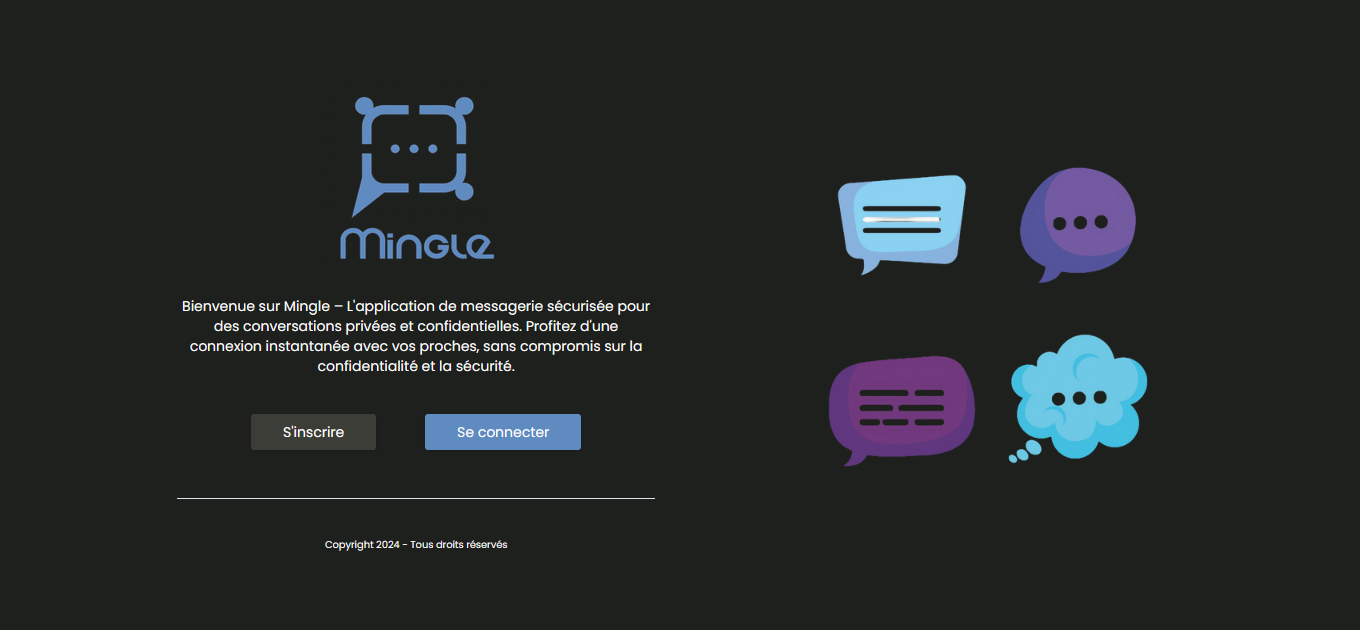 Mingle
Bienvenue sur Mingle – L'application de messagerie sécurisée pour
des conversations privées et confidentielles. Profitez d'une
connexion instantanée avec vos proches, sans compromis sur la
confidentialité et la sécurité.
S'inscrire
Se connecter
Copyright 2024 - Tous droits réservés